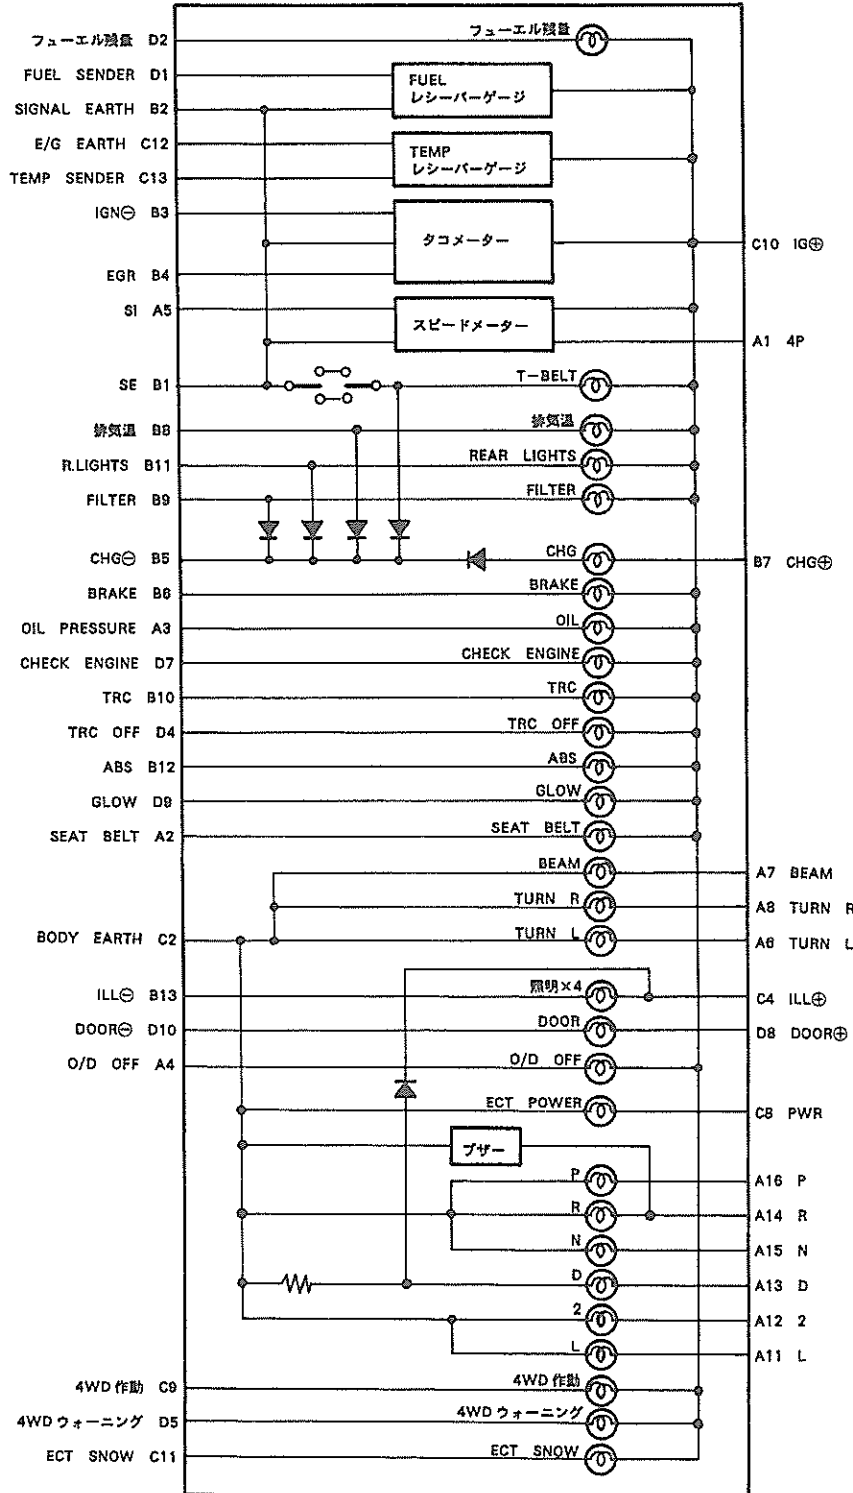 フューエル残量 D2 フューエル残量
FUEL SENDER D1 FUEL
レシーバーゲージ
SIGNAL EARTH B2
E/G EARTH C12 TEMP
レシーバーゲージ
TEMP SENDER C13
IGN⊖ B3
タコメーター C10 IG⊕
EGR B4
SI A5
スピードメーター
A1 4P
SE B1 T-BELT
排気温 B8 排気温
R.LIGHTS B11 REAR LIGHTS
FILTER B9 FILTER
CHG⊖ B5 CHG B7 CHG⊕
BRAKE B6 BRAKE
OIL PRESSURE A3 OIL
CHECK ENGINE D7 CHECK ENGINE
TRC B10 TRC
TRC OFF D4 TRC OFF
ABS B12 ABS
GLOW D9 GLOW
SEAT BELT A2 SEAT BELT
BEAM A7 BEAM
TURN R A8 TURN R
BODY EARTH C2 TURN L A6 TURN L
ILL⊖ B13 照明×4 C4 ILL⊕
DOOR⊖ D10 DOOR D8 DOOR⊕
O/D OFF A4 O/D OFF
ECT POWER C8 PWR
ブザー
P A16 P
R A14 R
N A15 N
D A13 D
2 A12 2
L A11 L
4WD 作動 C9 4WD 作動
4WD ウォーニング D5 4WD ウォーニング
ECT SNOW C11 ECT SNOW